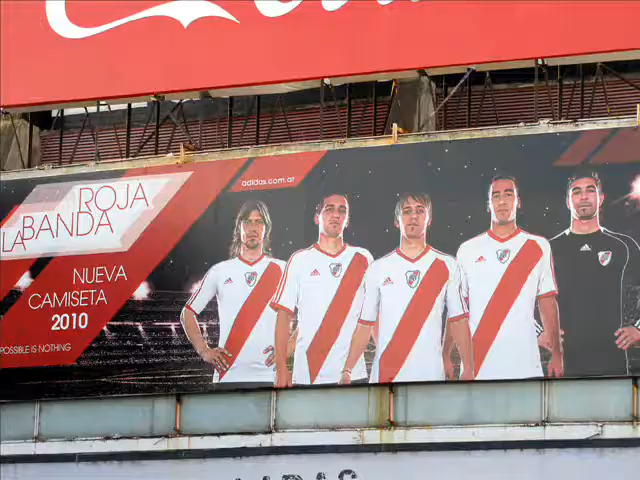 adidas.com.ar
ROJA
LA BANDA
NUEVA
CAMISETA
2010
POSSIBLE IS NOTHING